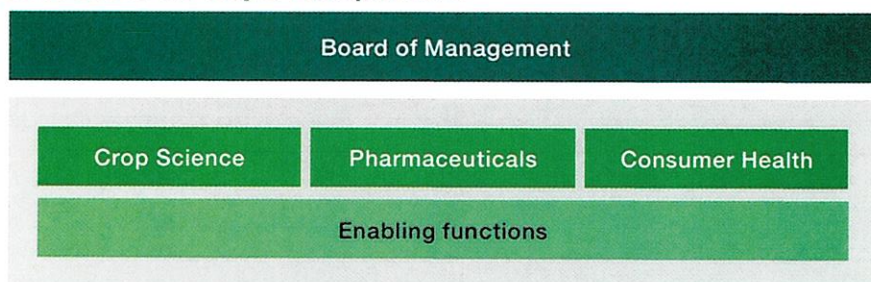 Board of Management
Crop Science
Pharmaceuticals
Consumer Health
Enabling functions